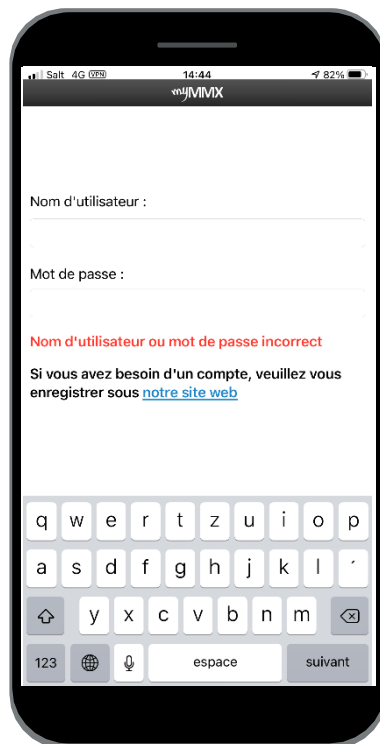 Salt 4G VPN 14:44 82%
myMMX
Nom d'utilisateur :
Mot de passe :
Nom d'utilisateur ou mot de passe incorrect
Si vous avez besoin d'un compte, veuillez vous
enregistrer sous notre site web
q w e r t z u i o p
a s d f g h j k l ´
y x c v b n m
123 espace suivant